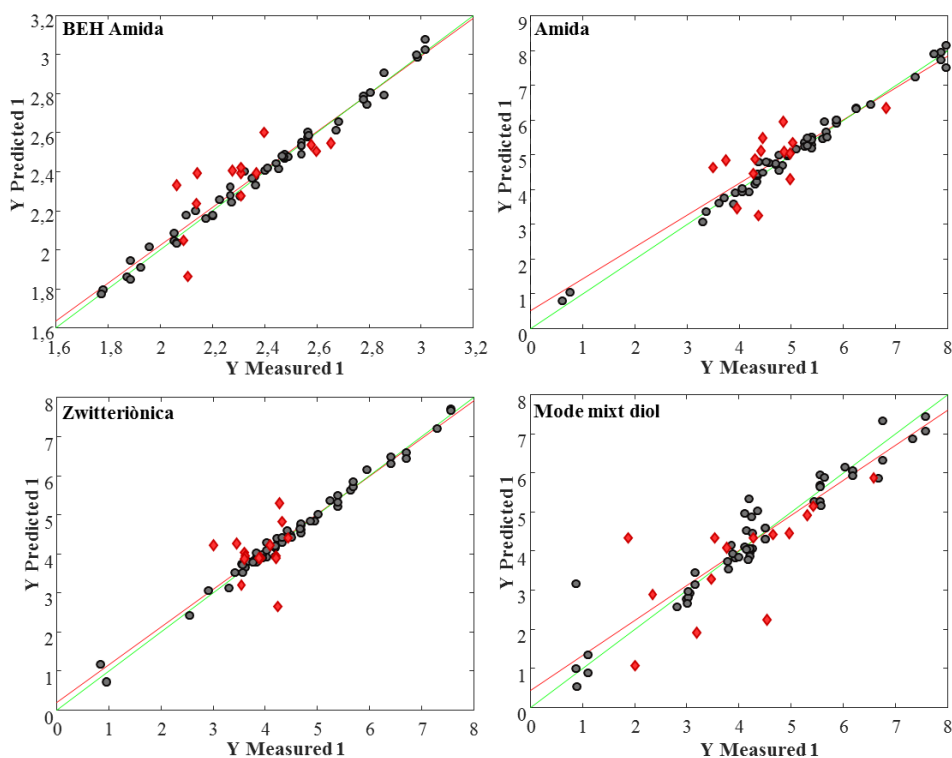 BEH Amida
3,2
3
2,8
2,6
2,4
2,2
2
1,8
1,6
Y Predicted 1
1,6 1,8 2 2,2 2,4 2,6 2,8 3 3,2
Y Measured 1
Amida
9
8
7
6
5
4
3
2
1
0
Y Predicted 1
0 1 2 3 4 5 6 7 8
Y Measured 1
Zwitteriònica
8
7
6
5
4
3
2
1
0
Y Predicted 1
0 1 2 3 4 5 6 7 8
Y Measured 1
Mode mixt diol
8
7
6
5
4
3
2
1
0
Y Predicted 1
0 1 2 3 4 5 6 7 8
Y Measured 1